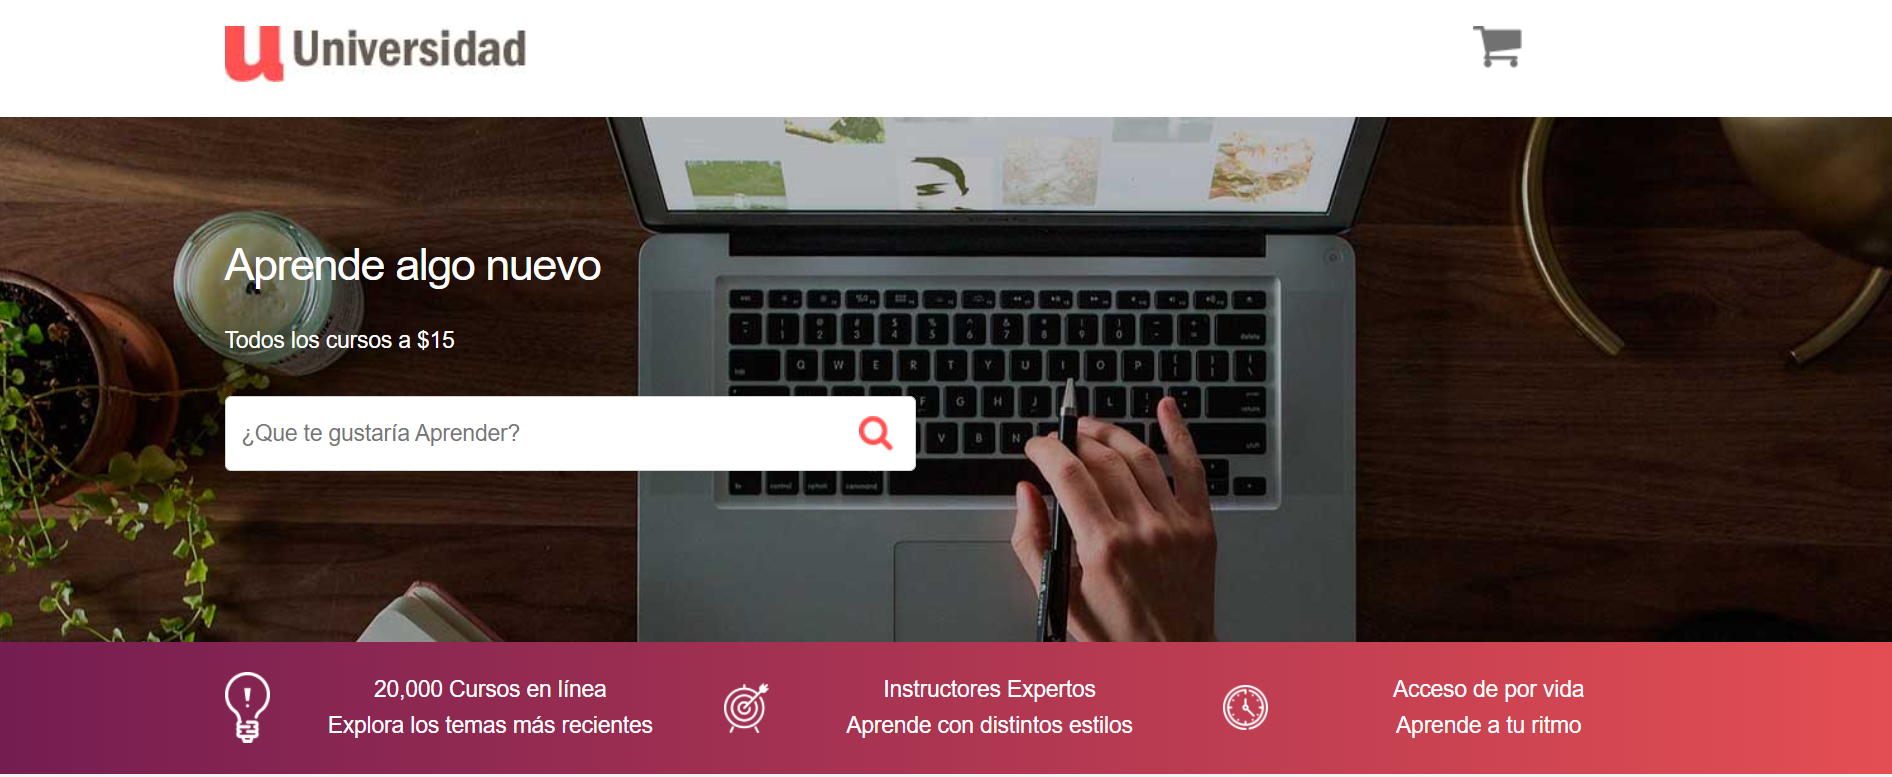 u Universidad
Aprende algo nuevo
Todos los cursos a $15
¿Que te gustaría Aprender?
20,000 Cursos en línea
Explora los temas más recientes
Instructores Expertos
Aprende con distintos estilos
Acceso de por vida
Aprende a tu ritmo